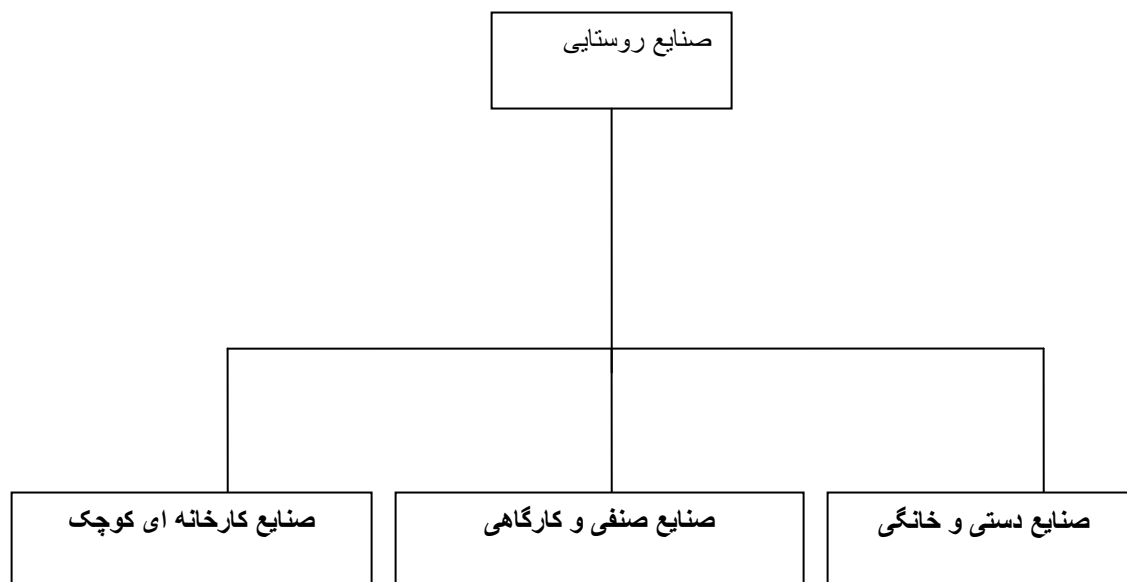 صنایع روستایی
صنایع دستی و خانگی
صنایع صنفی و کارگاهی
صنایع کارخانه ای کوچک